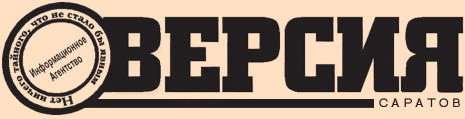 Нет ничего тайного, что не стало бы явным
Информационное
Агентство
ВЕРСИЯ
САРАТОВ